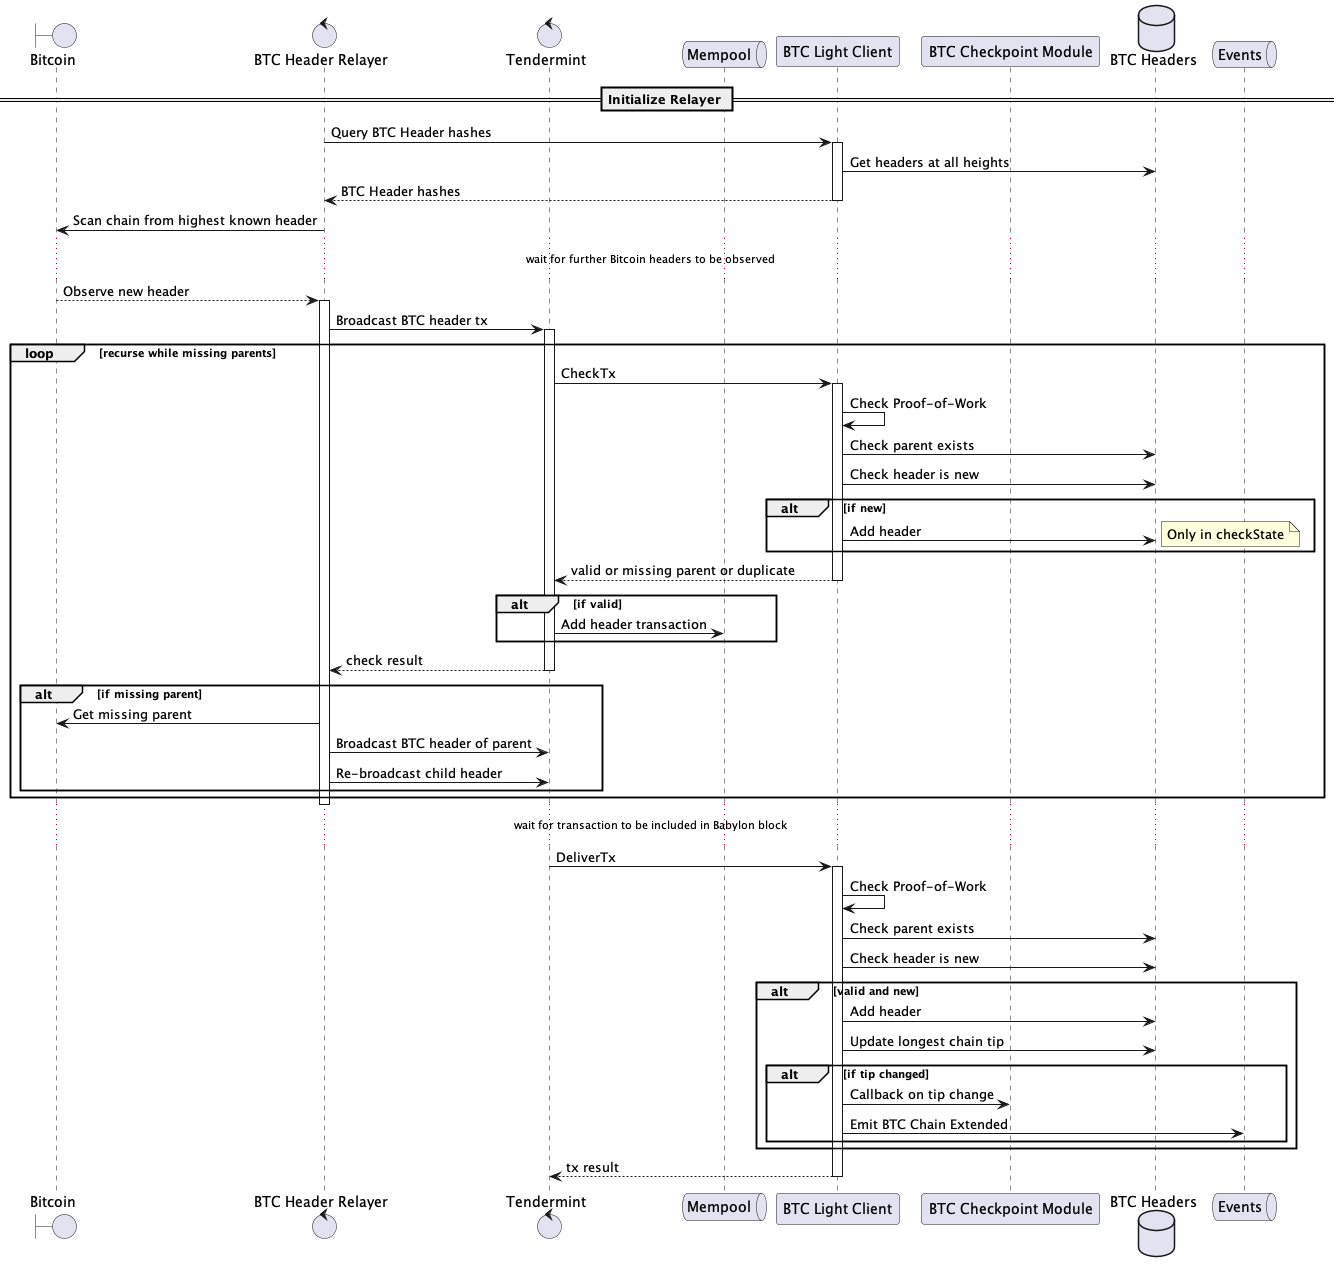 Bitcoin
BTC Header Relayer
Tendermint
Mempool
BTC Light Client
BTC Checkpoint Module
BTC Headers
Events
Initialize Relayer
Query BTC Header hashes
Get headers at all heights
BTC Header hashes
Scan chain from highest known header
wait for further Bitcoin headers to be observed
Observe new header
Broadcast BTC header tx
loop [recurse while missing parents]
CheckTx
Check Proof-of-Work
Check parent exists
Check header is new
alt [if new]
Add header
Only in checkState
valid or missing parent or duplicate
alt [if valid]
Add header transaction
check result
alt [if missing parent]
Get missing parent
Broadcast BTC header of parent
Re-broadcast child header
wait for transaction to be included in Babylon block
DeliverTx
Check Proof-of-Work
Check parent exists
Check header is new
alt [valid and new]
Add header
Update longest chain tip
alt [if tip changed]
Callback on tip change
Emit BTC Chain Extended
tx result
Bitcoin
BTC Header Relayer
Tendermint
Mempool
BTC Light Client
BTC Checkpoint Module
BTC Headers
Events